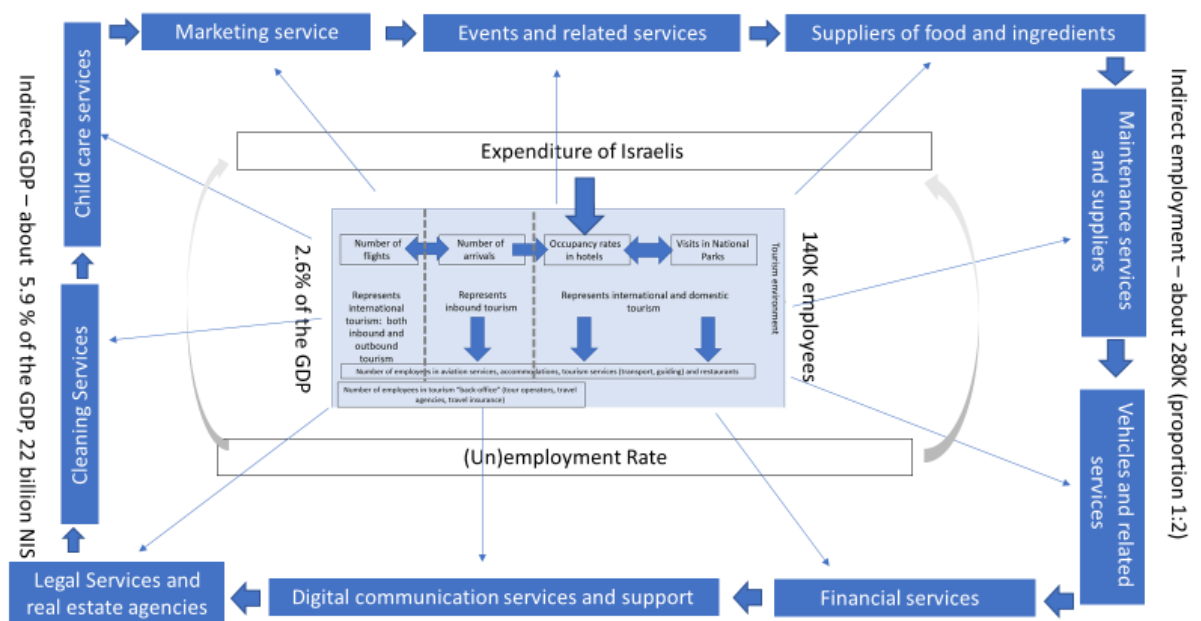 Marketing service
Events and related services
Suppliers of food and ingredients
Maintenance services
and suppliers
Vehicles and related
services
Financial services
Digital communication services and support
Legal Services and
real estate agencies
Cleaning Services
Child care services
Indirect GDP – about 5.9 % of the GDP, 22 billion NIS
Indirect employment – about 280K (proportion 1:2)
Expenditure of Israelis
2.6% of the GDP
140K employees
Tourism environment
Number of
flights
Number of
arrivals
Occupancy rates
in hotels
Visits in National
Parks
Represents
international
tourism: both
inbound and
outbound
tourism
Represents
inbound tourism
Represents international and domestic
tourism
Number of employees in aviation services, accommodations, tourism services (transport, guiding) and restaurants
Number of employees in tourism "back-office" (tour operators, travel
agencies, travel insurance)
(Un)employment Rate